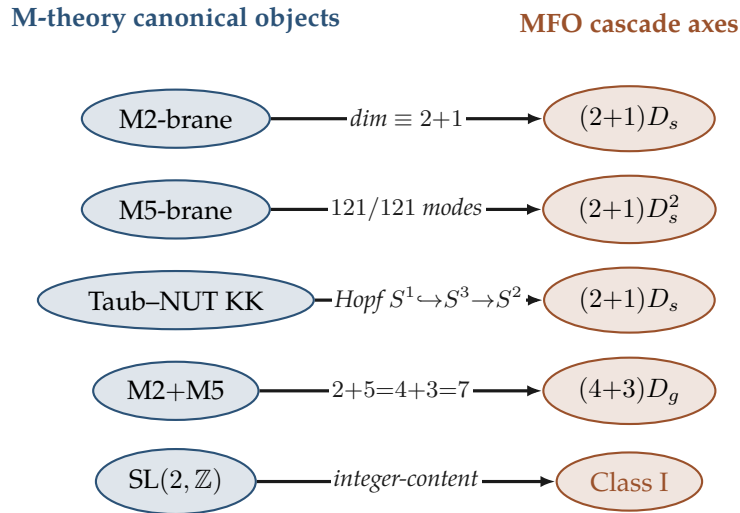 M-theory canonical objects MFO cascade axes
M2-brane dim ≡ 2+1 (2+1)D_s
M5-brane 121/121 modes (2+1)D_s^2
Taub–NUT KK Hopf S^1↪S^3→S^2 (2+1)D_s
M2+M5 2+5=4+3=7 (4+3)D_g
SL(2, ℤ) integer-content Class I